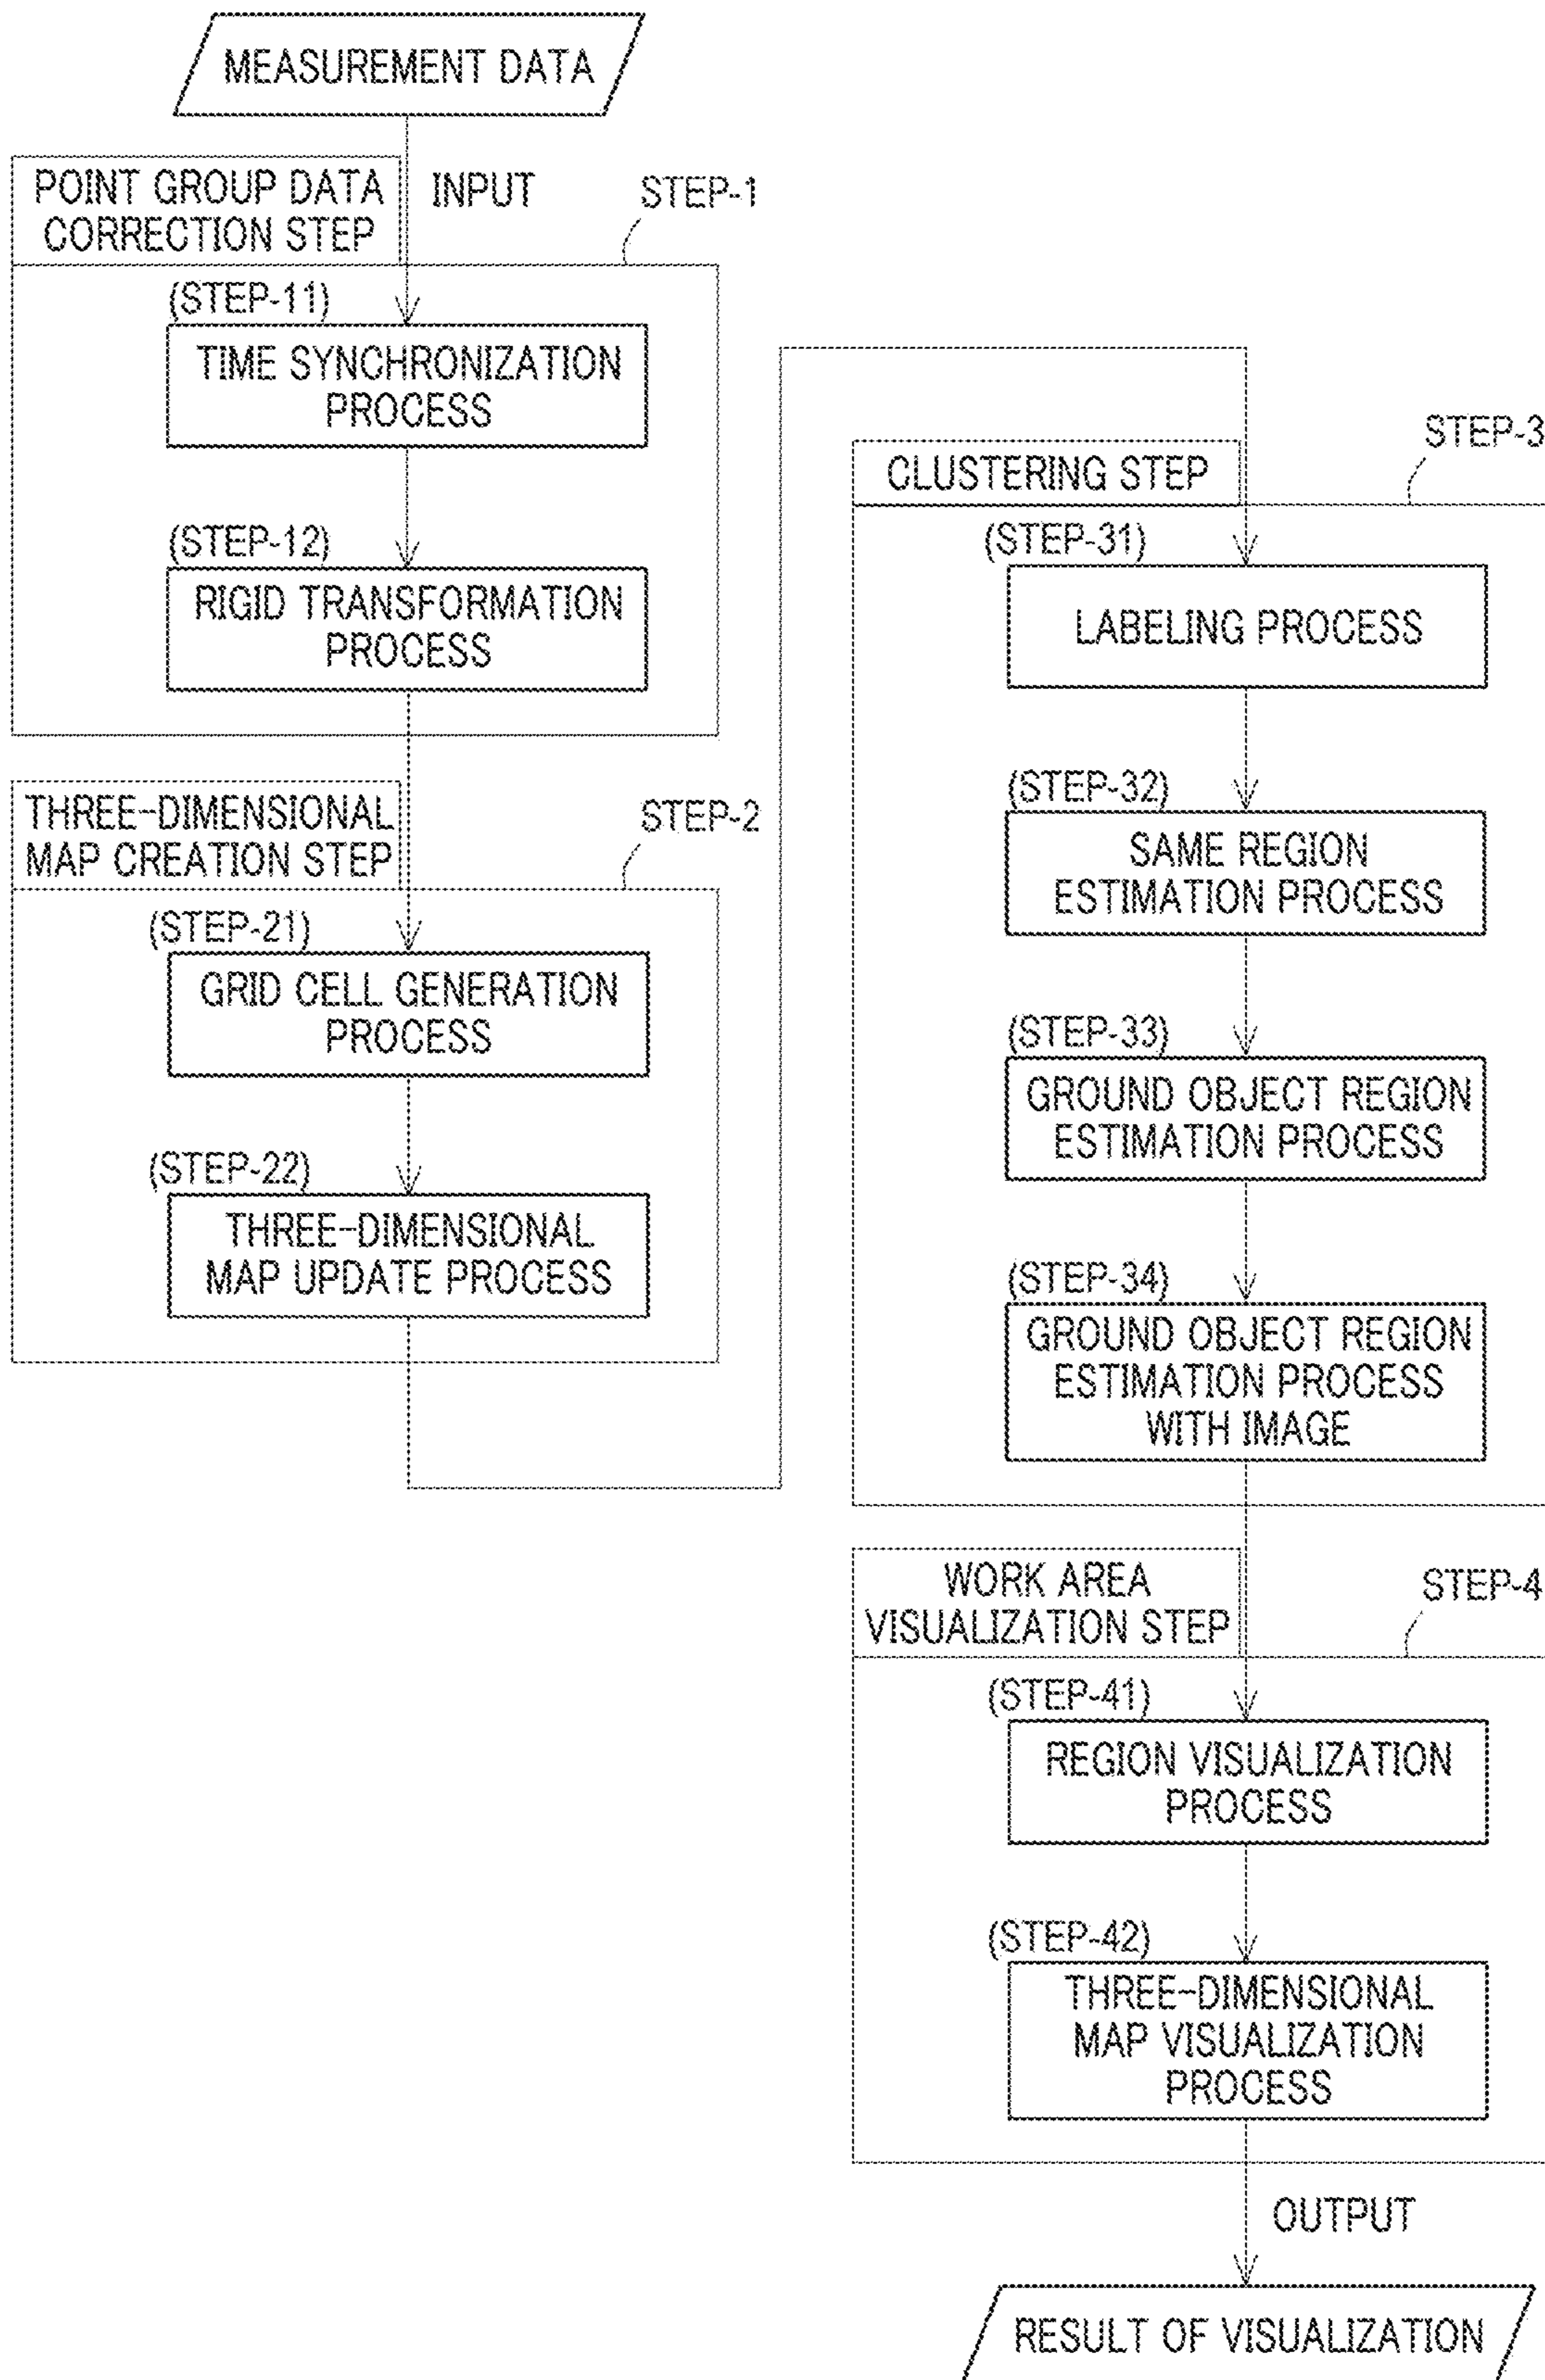 MEASUREMENT DATA
INPUT
POINT GROUP DATA
CORRECTION STEP
STEP-1
(STEP-11)
TIME SYNCHRONIZATION
PROCESS
(STEP-12)
RIGID TRANSFORMATION
PROCESS
THREE-DIMENSIONAL
MAP CREATION STEP
STEP-2
(STEP-21)
GRID CELL GENERATION
PROCESS
(STEP-22)
THREE-DIMENSIONAL
MAP UPDATE PROCESS
CLUSTERING STEP
STEP-3
(STEP-31)
LABELING PROCESS
(STEP-32)
SAME REGION
ESTIMATION PROCESS
(STEP-33)
GROUND OBJECT REGION
ESTIMATION PROCESS
(STEP-34)
GROUND OBJECT REGION
ESTIMATION PROCESS
WITH IMAGE
WORK AREA
VISUALIZATION STEP
STEP-4
(STEP-41)
REGION VISUALIZATION
PROCESS
(STEP-42)
THREE-DIMENSIONAL
MAP VISUALIZATION
PROCESS
OUTPUT
RESULT OF VISUALIZATION